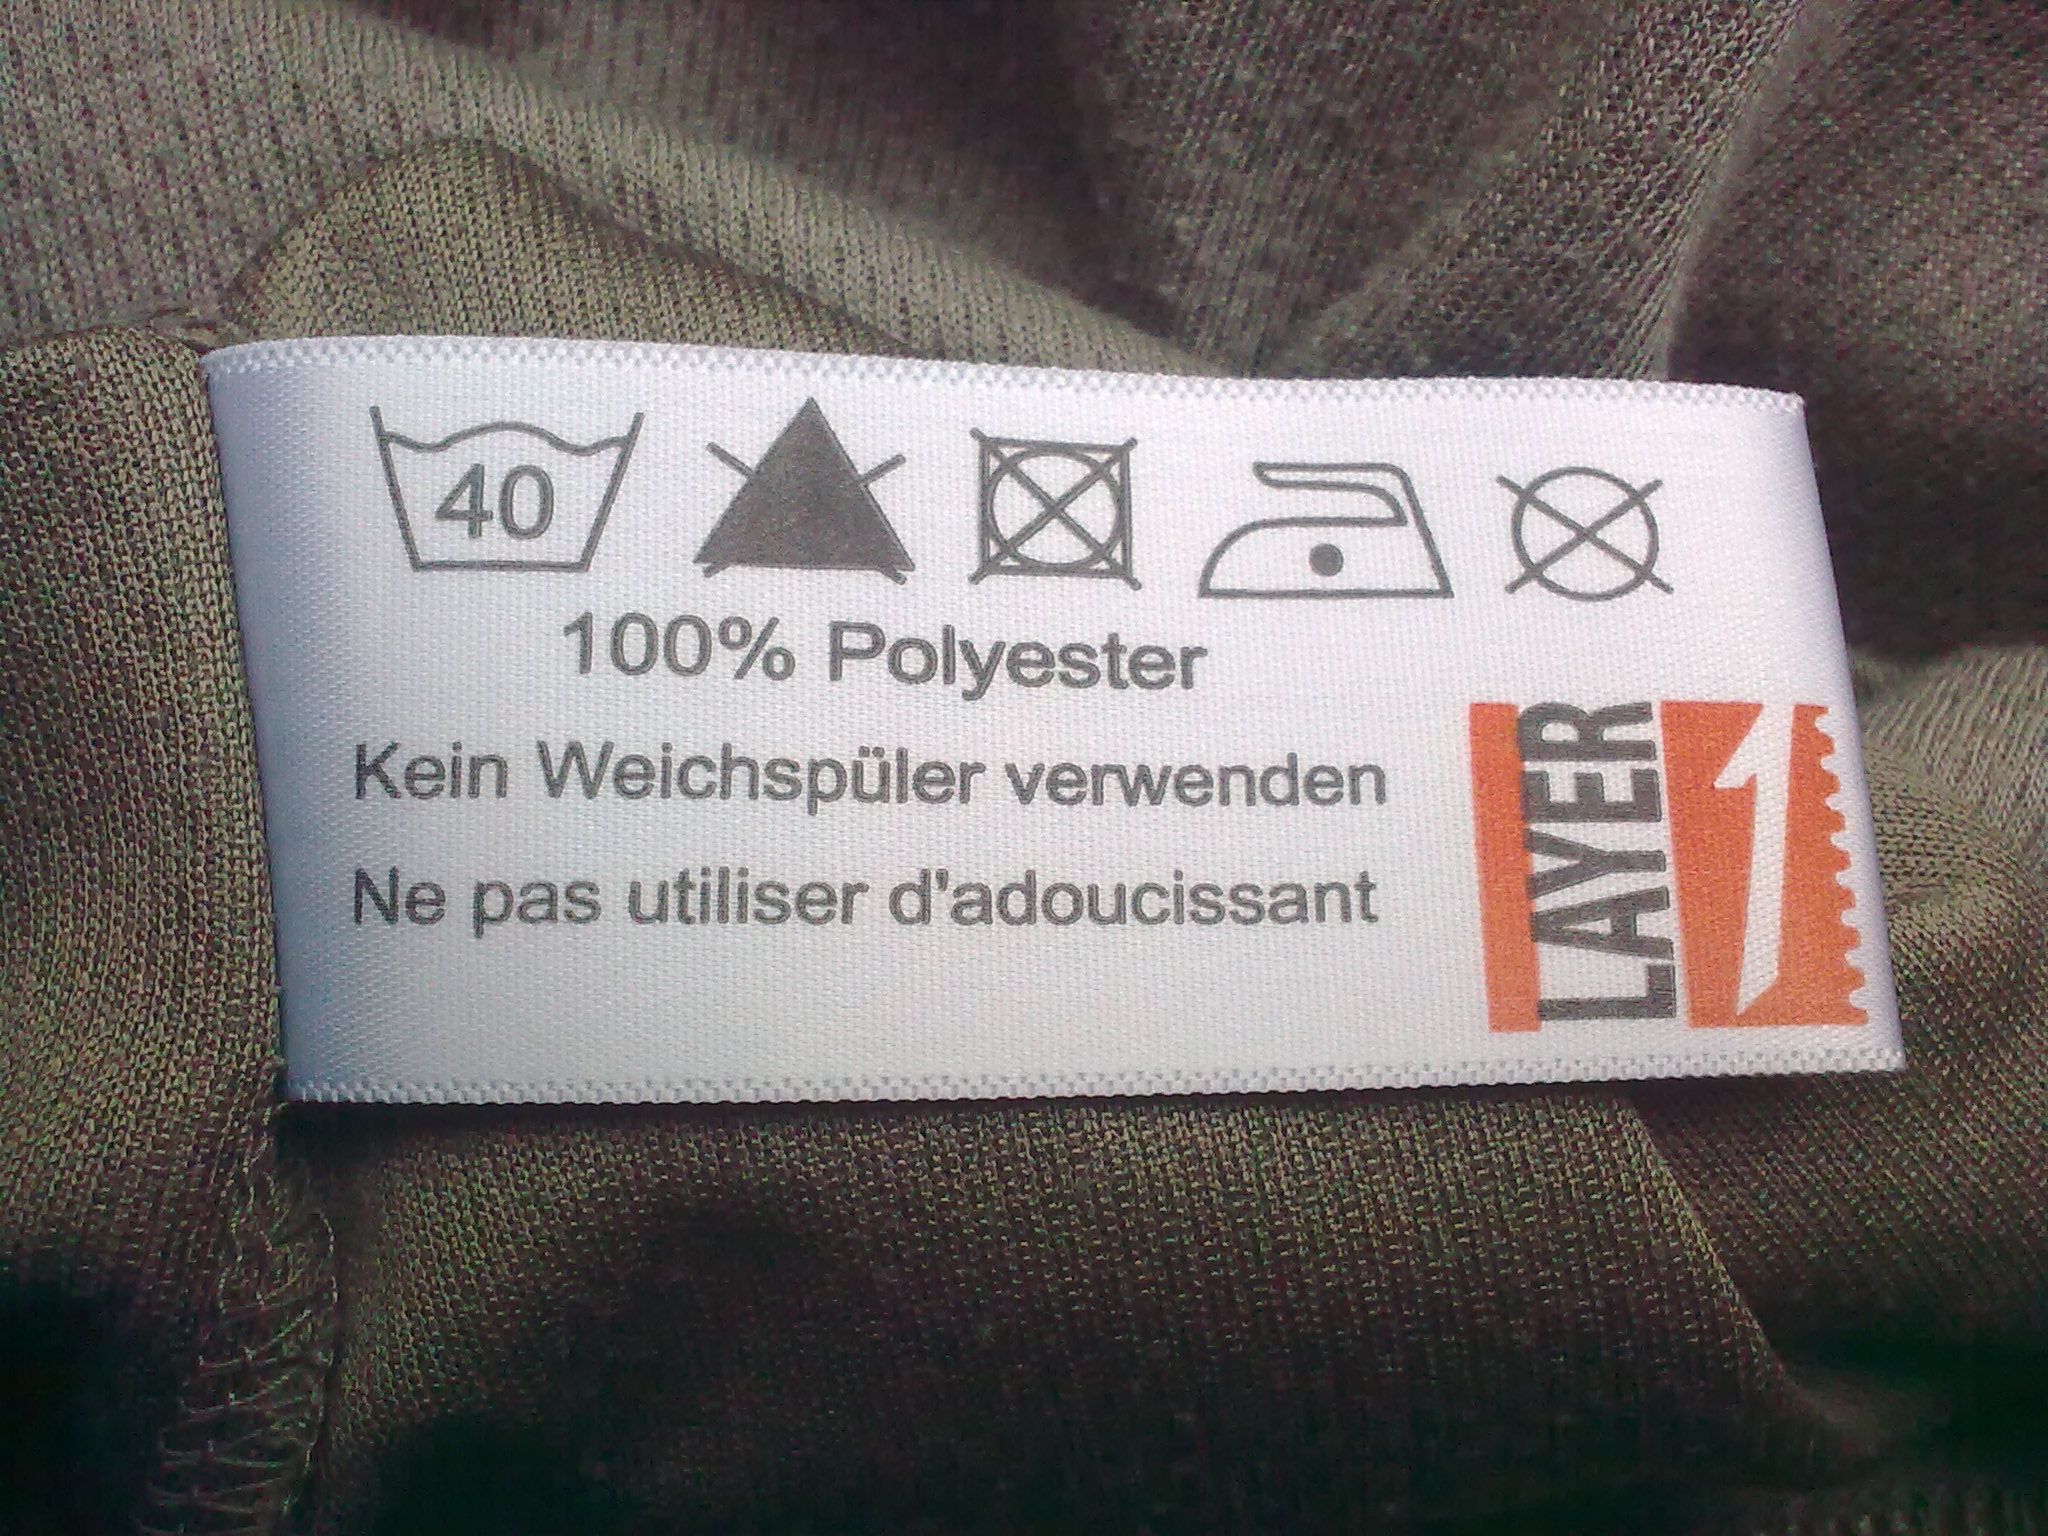 40
100% Polyester
Kein Weichspüler verwenden
Ne pas utiliser d'adoucissant
LAYER 1